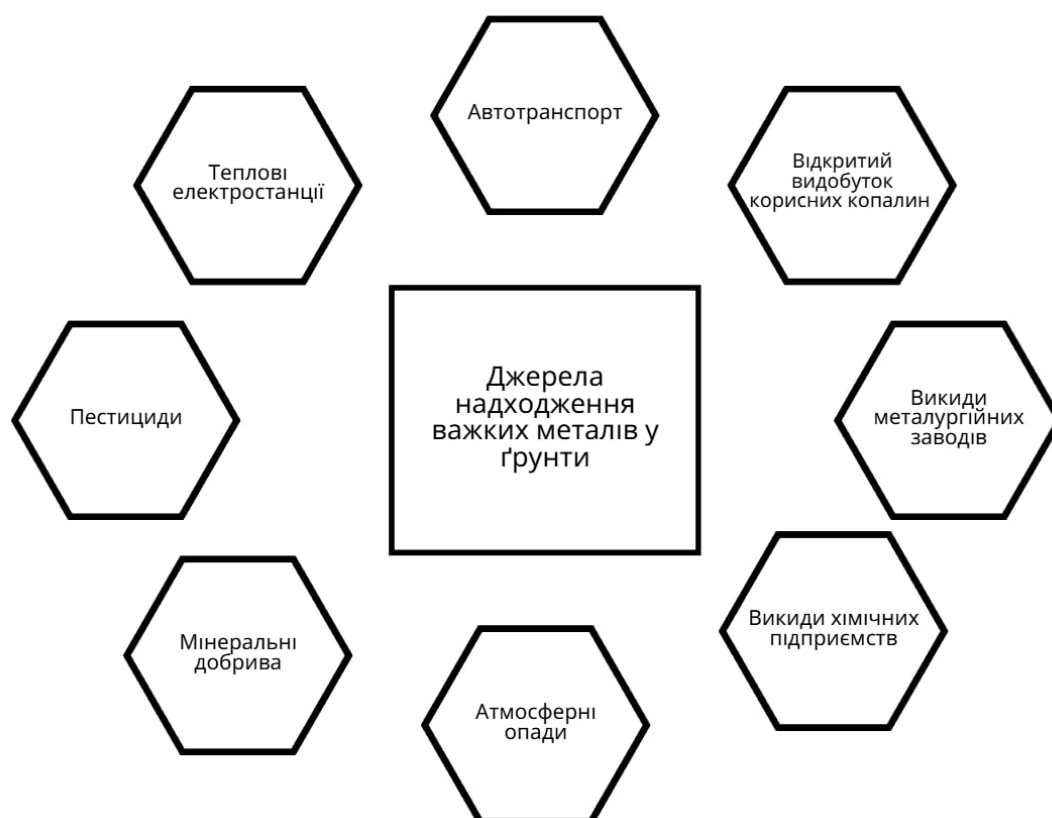 Автотранспорт
Теплові
електростанції
Відкритий
видобуток
корисних копалин
Джерела
надходження
важких металів у
ґрунти
Пестициди
Викиди
металургійних
заводів
Мінеральні
добрива
Викиди хімічних
підприємств
Атмосферні
опади